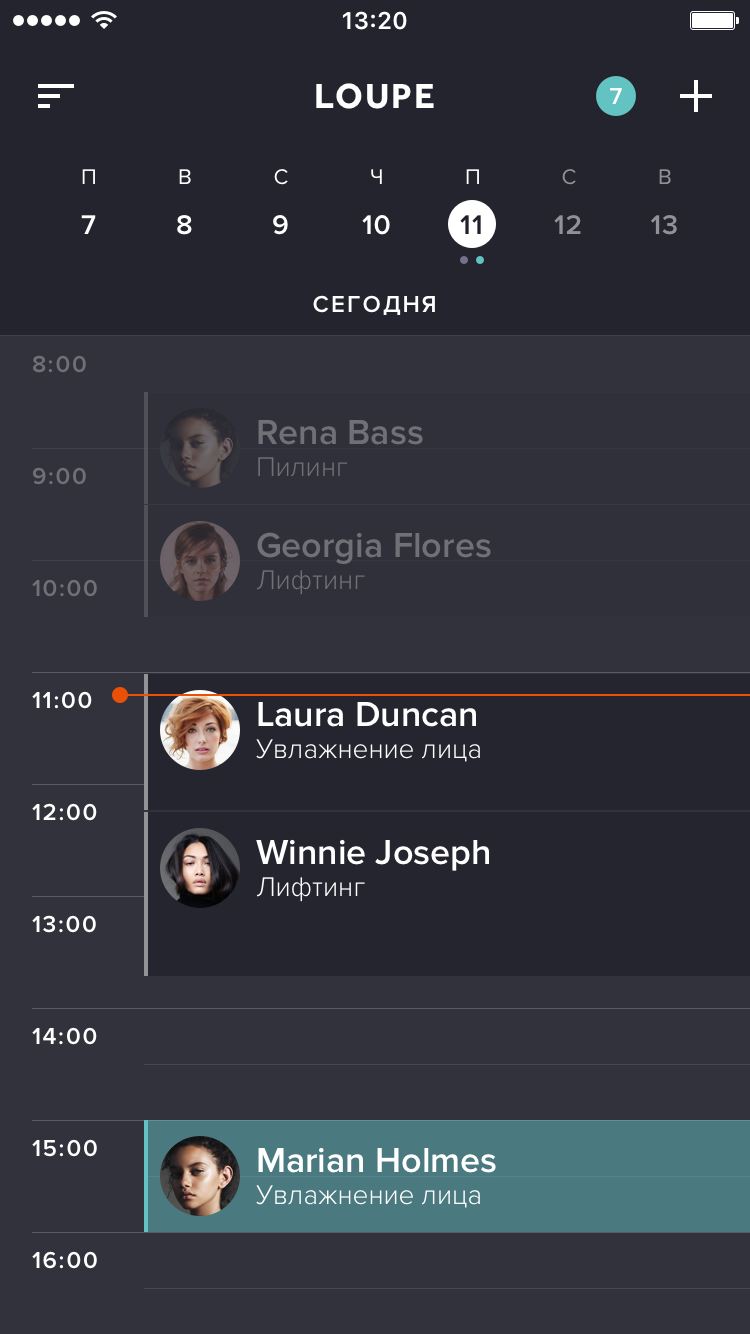 13:20
LOUPE 7
П В С Ч П С В
7 8 9 10 11 12 13
СЕГОДНЯ
8:00
Rena Bass
Пилинг
9:00
Georgia Flores
Лифтинг
10:00
11:00
Laura Duncan
Увлажнение лица
12:00
Winnie Joseph
Лифтинг
13:00
14:00
15:00
Marian Holmes
Увлажнение лица
16:00